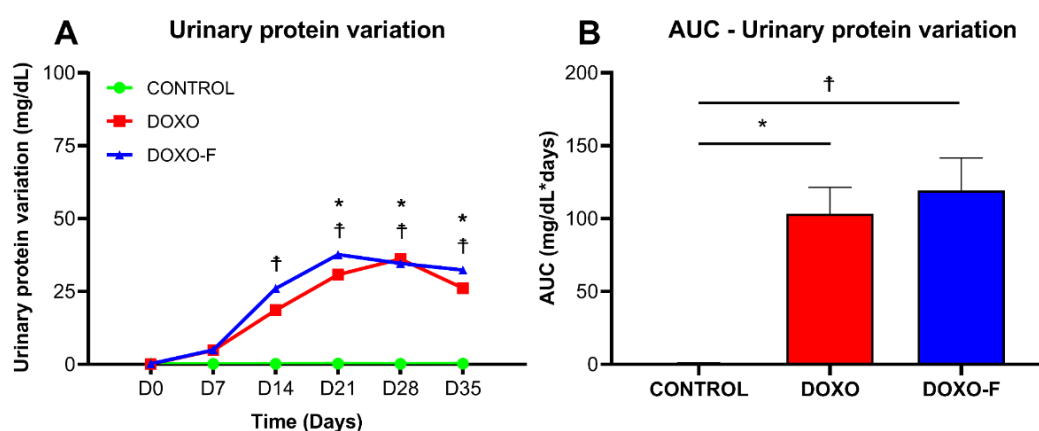 A
Urinary protein variation
Urinary protein variation (mg/dL)
100
75
50
25
0
CONTROL
DOXO
DOXO-F
*
*
*
☨
☨
☨
☨
D0
D7
D14
D21
D28
D35
Time (Days)
B
AUC - Urinary protein variation
AUC (mg/dL*days)
200
150
100
50
0
☨
*
CONTROL
DOXO
DOXO-F